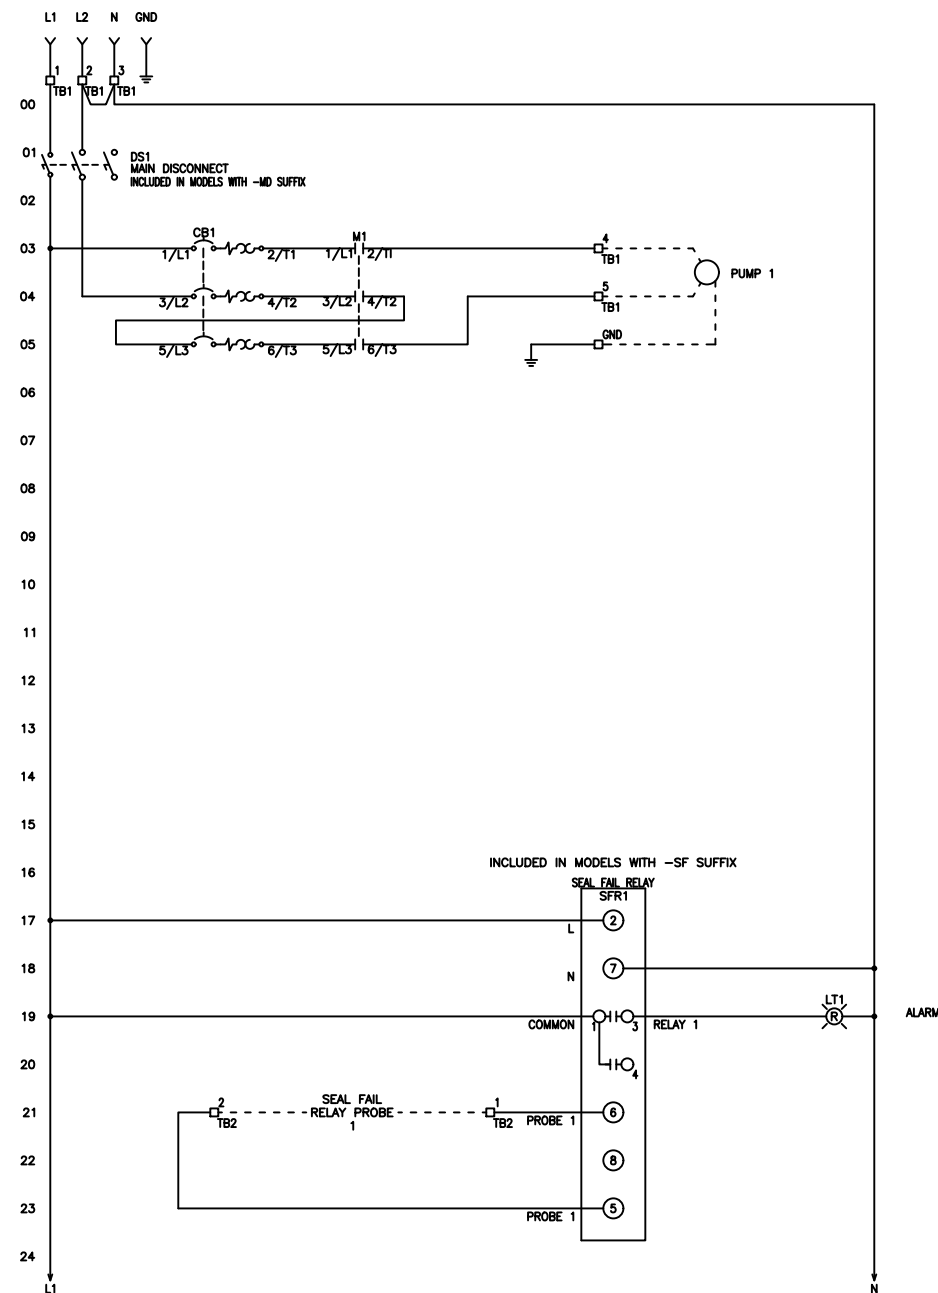 L1 L2 N GND
1 2 3
TB1 TB1 TB1
00
01
DS1
MAIN DISCONNECT
INCLUDED IN MODELS WITH -MD SUFFIX
02
CB1 M1 4
03
1/L1 2/T1 1/L1 2/TI TB1
PUMP 1
5
04
3/L2 4/T2 3/L2 4/T2 TB1
GND
05
5/L3 6/T3 5/L3 6/T3
06
07
08
09
10
11
12
13
14
15
INCLUDED IN MODELS WITH -SF SUFFIX
16
SEAL FAIL RELAY
SFR1
17 2
L
18 7
N
LT1
19 R ALARM
COMMON 1 3 RELAY 1
20
4
SEAL FAIL
2 1
21 RELAY PROBE 6
TB2 1 TB2 PROBE 1
22 8
23 5
PROBE 1
24
L1 N